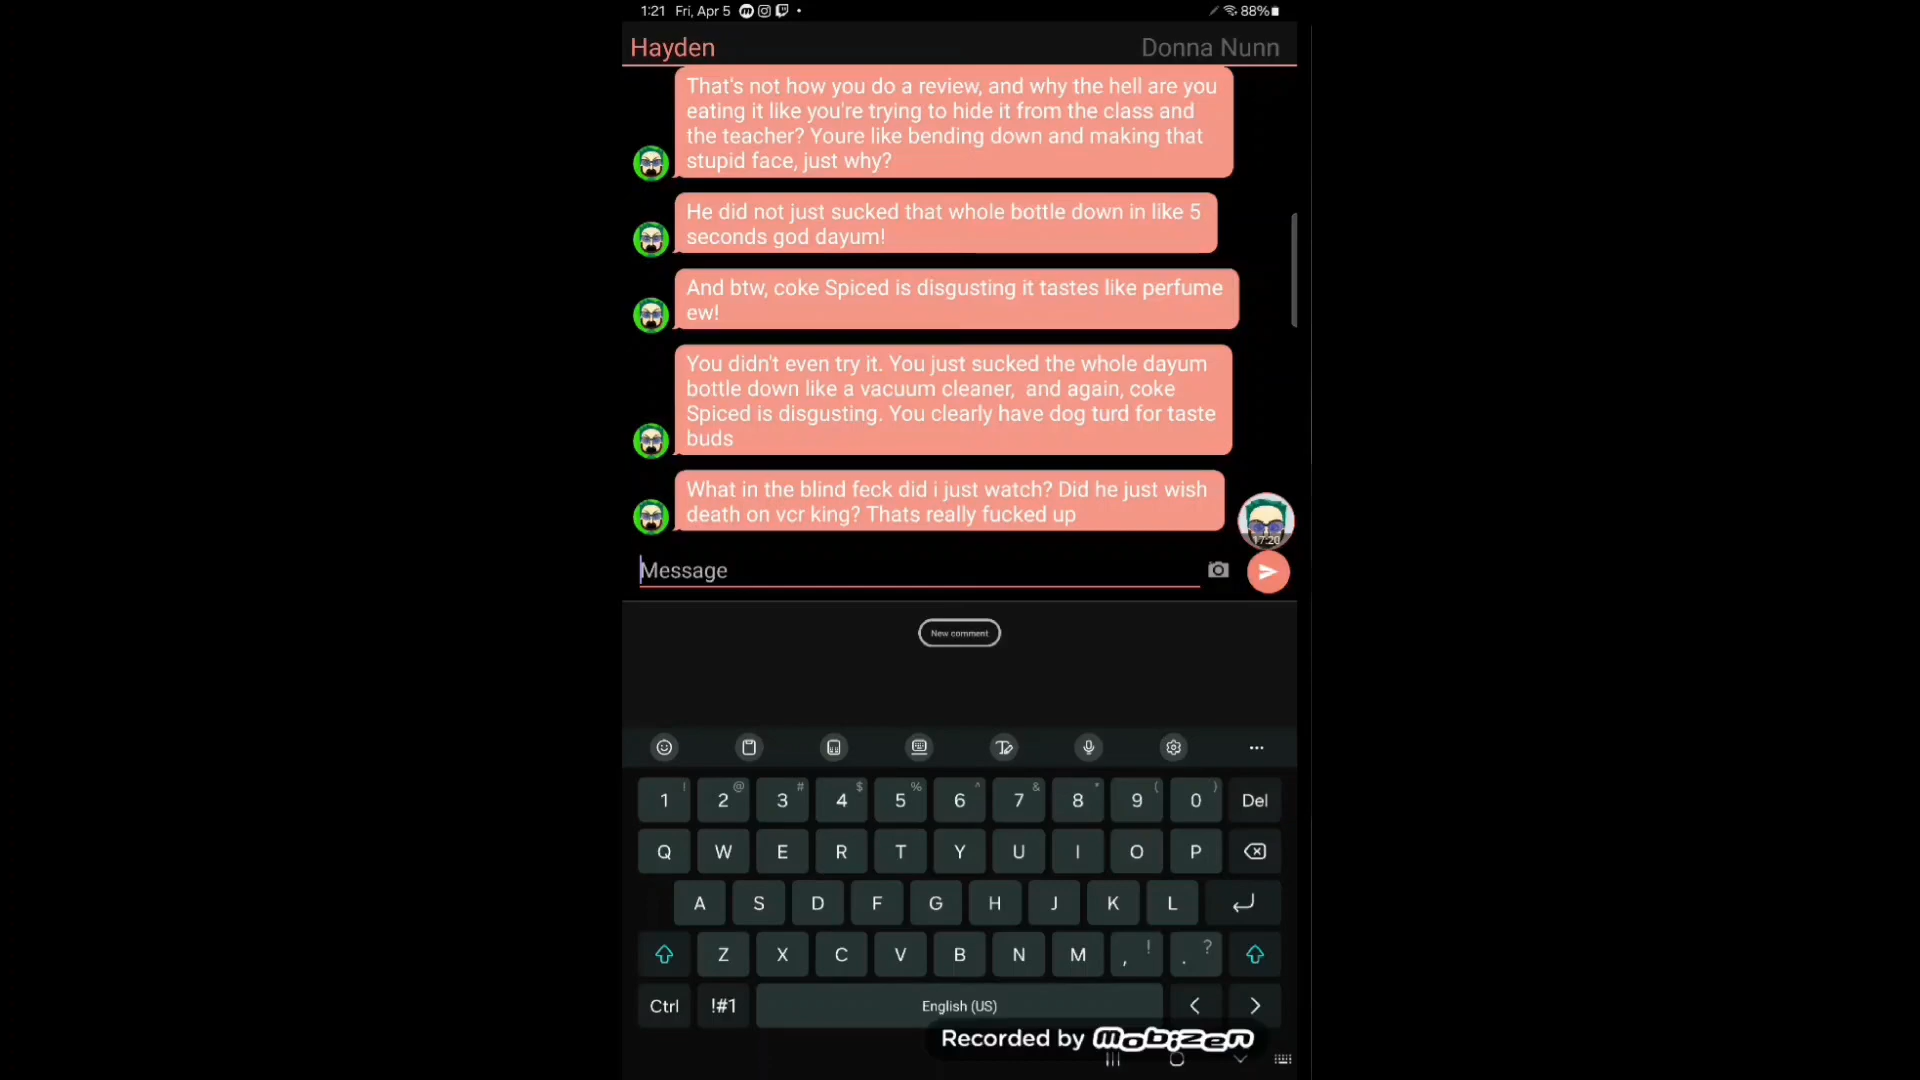 1:21 Fri, Apr 5
88%
Hayden
Donna Nunn
That's not how you do a review, and why the hell are you
eating it like you're trying to hide it from the class and
the teacher? Youre like bending down and making that
stupid face, just why?
He did not just sucked that whole bottle down in like 5
seconds god dayum!
And btw, coke Spiced is disgusting it tastes like perfume
ew!
You didn't even try it. You just sucked the whole dayum
bottle down like a vacuum cleaner, and again, coke
Spiced is disgusting. You clearly have dog turd for taste
buds
What in the blind feck did i just watch? Did he just wish
death on vcr king? Thats really fucked up
17:20
Message
New comment
1 ! 2 @ 3 # 4 $ 5 % 6 ^ 7 & 8 * 9 ( 0 ) Del
Q W E R T Y U I O P
A S D F G H J K L
Z X C V B N M , ! . ?
Ctrl !#1 English (US) < >
Recorded by mobizen